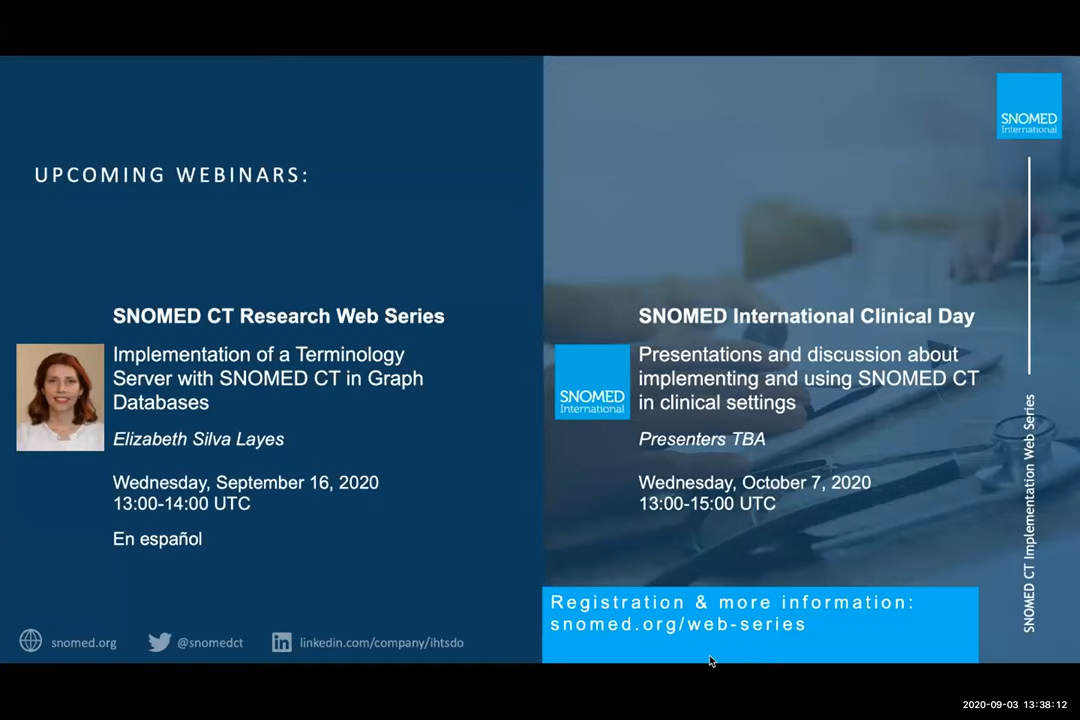 UPCOMING WEBINARS:
SNOMED CT Research Web Series
Implementation of a Terminology
Server with SNOMED CT in Graph
Databases
Elizabeth Silva Layes
Wednesday, September 16, 2020
13:00-14:00 UTC
En español
snomed.org
@snomedct
linkedin.com/company/ihtsdo
SNOMED International Clinical Day
SNOMED
International
Presentations and discussion about
implementing and using SNOMED CT
in clinical settings
Presenters TBA
Wednesday, October 7, 2020
13:00-15:00 UTC
Registration & more information:
snomed.org/web-series
SNOMED
International
SNOMED CT Implementation Web Series
2020-09-03 13:38:12